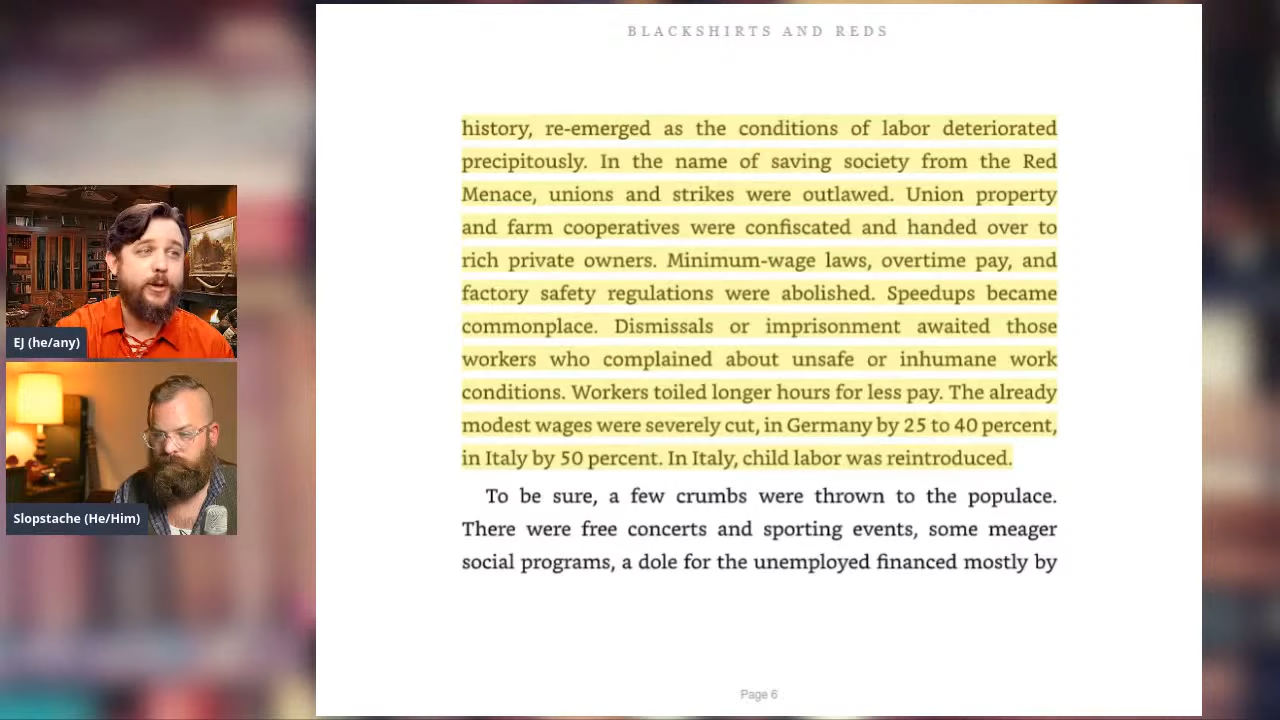 BLACKSHIRTS AND REDS
history, re-emerged as the conditions of labor deteriorated
precipitously. In the name of saving society from the Red
Menace, unions and strikes were outlawed. Union property
and farm cooperatives were confiscated and handed over to
rich private owners. Minimum-wage laws, overtime pay, and
factory safety regulations were abolished. Speedups became
commonplace. Dismissals or imprisonment awaited those
workers who complained about unsafe or inhumane work
conditions. Workers toiled longer hours for less pay. The already
modest wages were severely cut, in Germany by 25 to 40 percent,
in Italy by 50 percent. In Italy, child labor was reintroduced.
To be sure, a few crumbs were thrown to the populace.
There were free concerts and sporting events, some meager
social programs, a dole for the unemployed financed mostly by
Page 6
EJ (he/any)
Slopstache (He/Him)